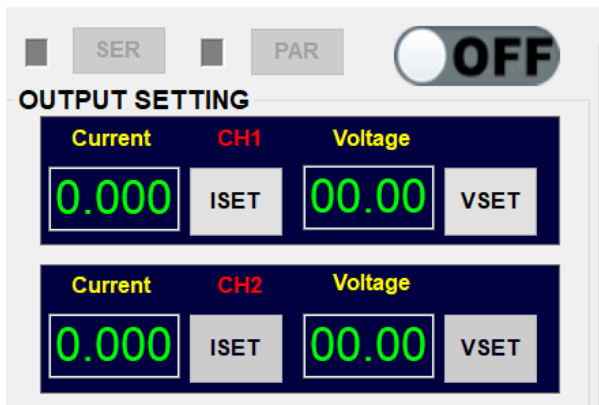 SER PAR OFF
OUTPUT SETTING
Current CH1 Voltage
0.000 ISET 00.00 VSET
Current CH2 Voltage
0.000 ISET 00.00 VSET